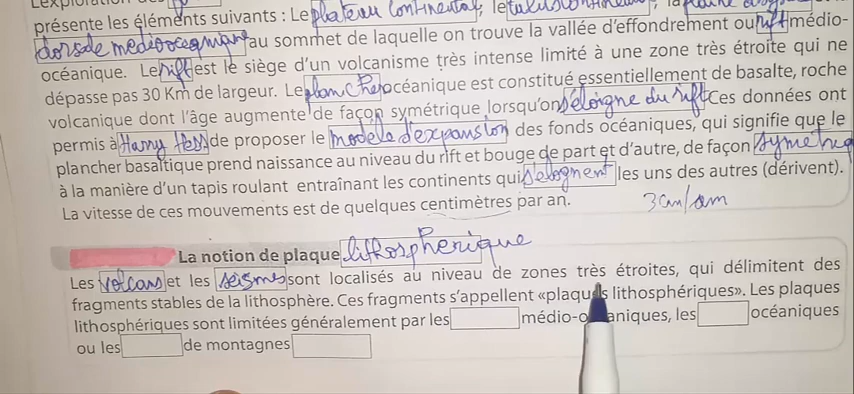 présente les éléments suivants : Le plateau continental, le talus continental, la plaine
dorsale médioocéanique au sommet de laquelle on trouve la vallée d'effondrement ou rift médio-
océanique. Le rift est le siège d'un volcanisme très intense limité à une zone très étroite qui ne
dépasse pas 30 Km de largeur. Le plancher océanique est constitué essentiellement de basalte, roche
volcanique dont l'âge augmente de façon symétrique lorsqu'on s'éloigne du rift Ces données ont
permis à Harry Hess de proposer le modèle d'expansion des fonds océaniques, qui signifie que le
plancher basaltique prend naissance au niveau du rift et bouge de part et d'autre, de façon symétriq
à la manière d'un tapis roulant entraînant les continents qui s'éloignent les uns des autres (dérivent).
La vitesse de ces mouvements est de quelques centimètres par an. 3cm/an
La notion de plaque lithosphérique
Les volcans et les séismes sont localisés au niveau de zones très étroites, qui délimitent des
fragments stables de la lithosphère. Ces fragments s'appellent «plaques lithosphériques». Les plaques
lithosphériques sont limitées généralement par les médio-océaniques, les océaniques
ou les de montagnes